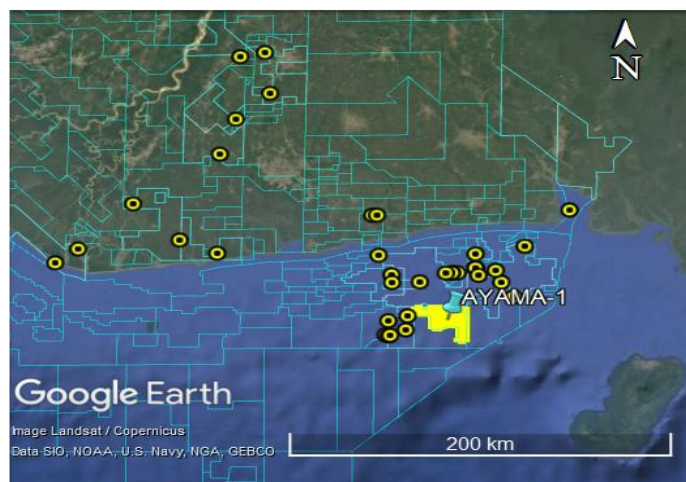 N
AYAMA-1
Google Earth
Image Landsat / Copernicus
Data SIO, NOAA, U.S. Navy, NGA, GEBCO
200 km